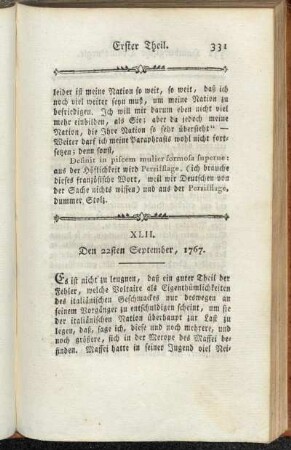 Erster Theil. 331
leider ist meine Nation so weit, so weit, daß ich
noch viel weiter seyn muß, um meine Nation zu
befriedigen. Ich will mir darum eben nicht viel
mehr einbilden, als Sie; aber da jedoch meine
Nation, die Ihre Nation so sehr übersieht“ —
Weiter darf ich meine Paraphrasis wohl nicht fort-
setzen; denn sonst,
Desinit in piscem mulier formosa superne:
aus der Höflichkeit wird Persifflage, (ich brauche
dieses französische Wort, weil wir Deutschen von
der Sache nichts wissen) und aus der Persifflage,
dummer Stolz.
XLII.
Den 22sten September, 1767.
Es ist nicht zu leugnen, daß ein guter Theil der
Fehler, welche Voltaire als Eigenthümlichkeiten
des italiänischen Geschmackes nur deswegen an
seinem Vorgänger zu entschuldigen scheint, um sie
der italiänischen Nation überhaupt zur Last zu
legen, daß, sage ich, diese und noch mehrere, und
noch größere, sich in der Merope des Maffei be-
finden. Maffei hatte in seiner Jugend viel Nei-